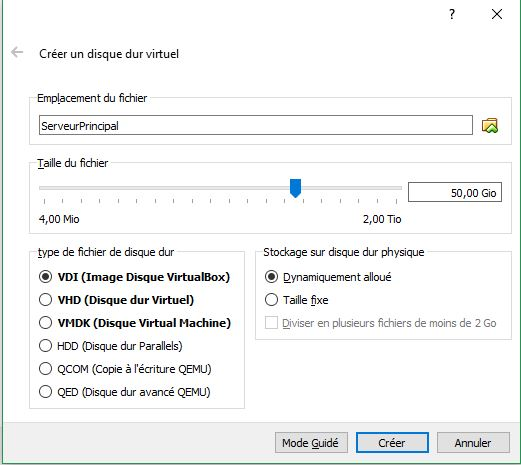 ?
Créer un disque dur virtuel
Emplacement du fichier
ServeurPrincipal
Taille du fichier
50,00 Gio
4,00 Mio 2,00 Tio
type de fichier de disque dur
VDI (Image Disque VirtualBox)
VHD (Disque dur Virtuel)
VMDK (Disque Virtual Machine)
HDD (Disque dur Parallels)
QCOM (Copie à l'écriture QEMU)
QED (Disque dur avancé QEMU)
Stockage sur disque dur physique
Dynamiquement alloué
Taille fixe
Diviser en plusieurs fichiers de moins de 2 Go
Mode Guidé Créer Annuler